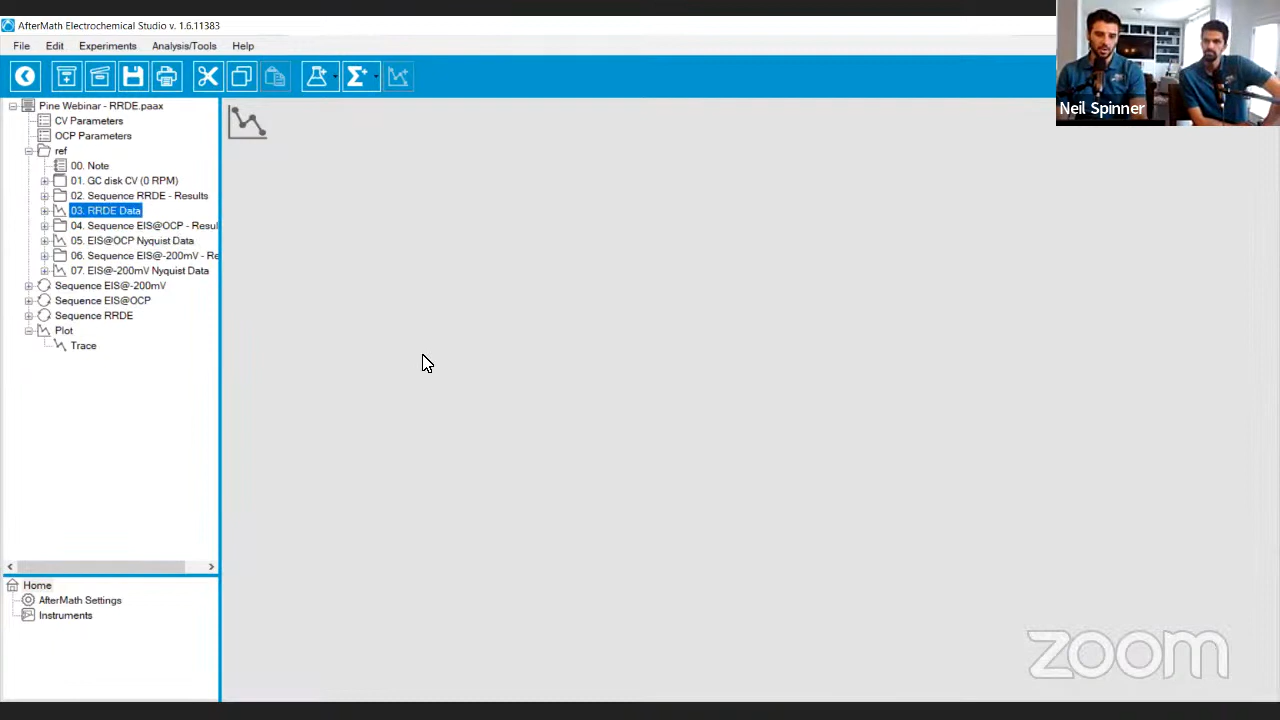 AfterMath Electrochemical Studio v. 1.6.11383
File Edit Experiments Analysis/Tools Help
Neil Spinner
Pine Webinar - RRDE.paax
CV Parameters
OCP Parameters
ref
00. Note
01. GC disk CV (0 RPM)
02. Sequence RRDE - Results
03. RRDE Data
04. Sequence EIS@OCP - Resul
05. EIS@OCP Nyquist Data
06. Sequence EIS@-200mV - Re
07. EIS@-200mV Nyquist Data
Sequence EIS@-200mV
Sequence EIS@OCP
Sequence RRDE
Plot
Trace
Home
AfterMath Settings
Instruments
zoom